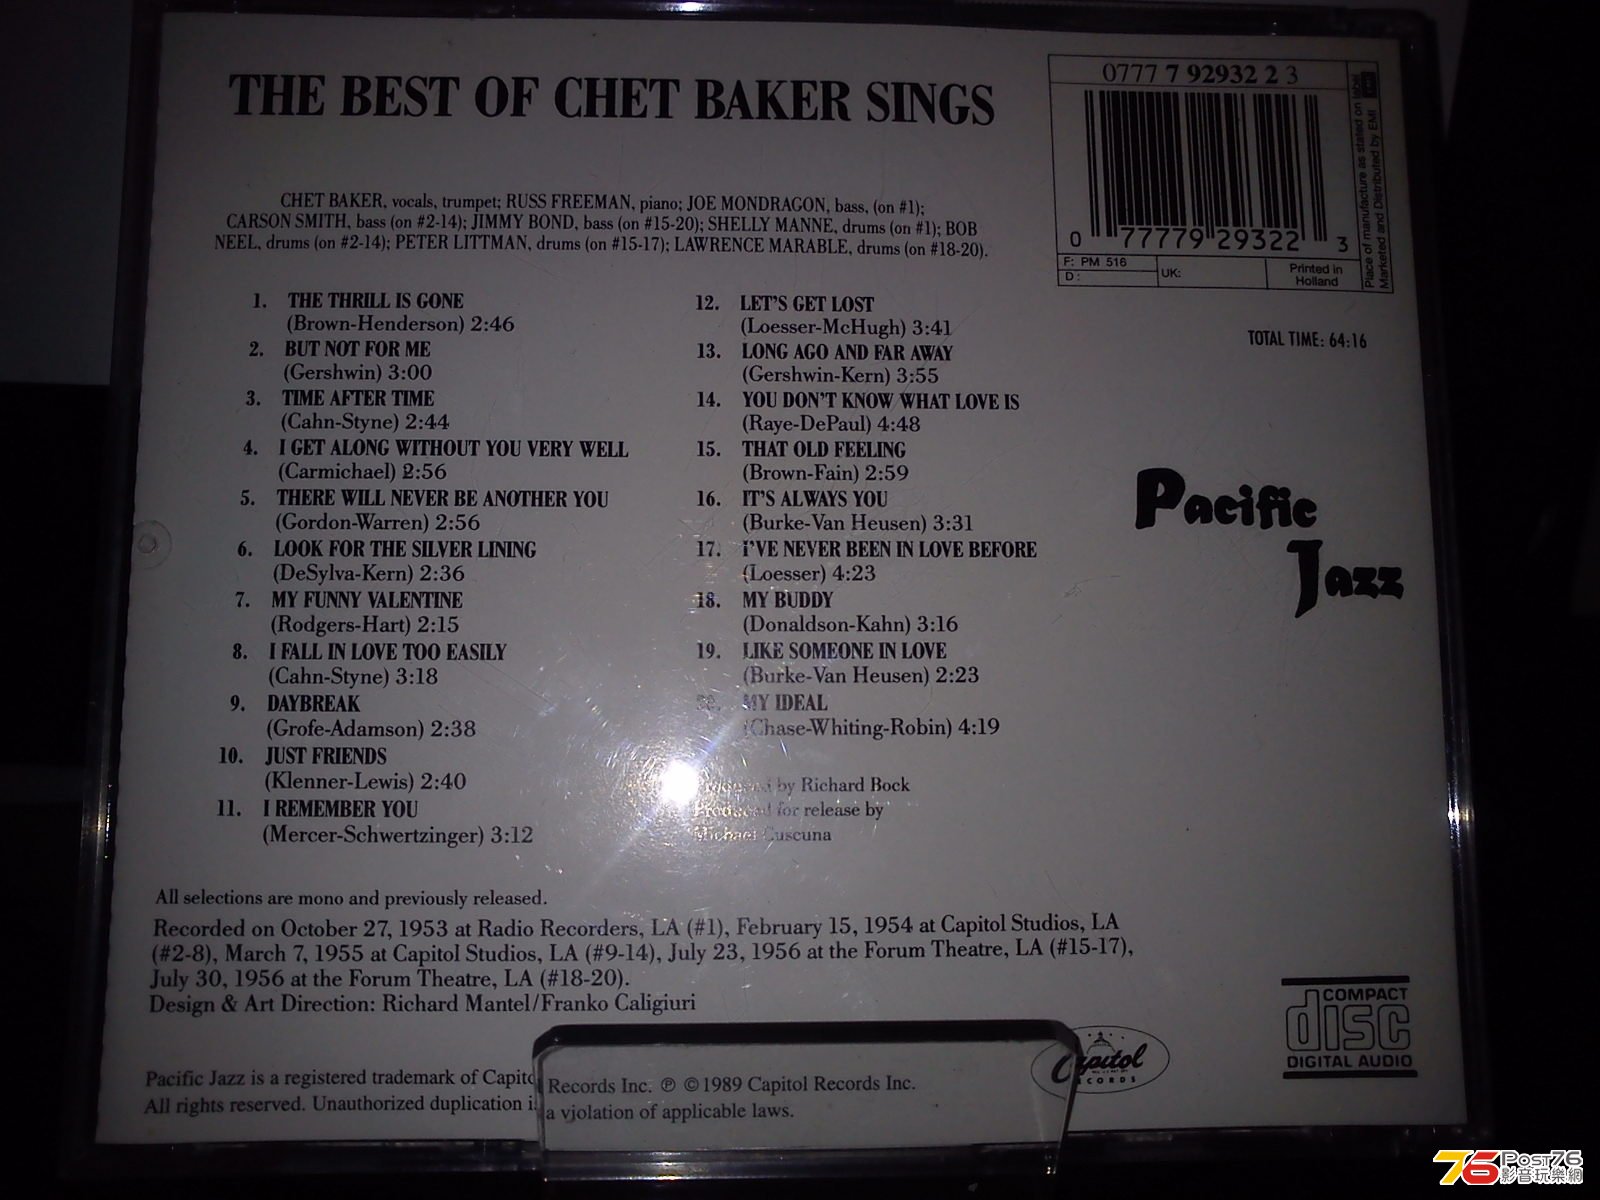 THE BEST OF CHET BAKER SINGS
0777 7 92932 2 3
0 77779 29322 3
F: PM 516
D:
UK:
Printed in
Holland
Place of manufacture as stated on label
Marketed and Distributed by EMI
TOTAL TIME: 64:16
CHET BAKER, vocals, trumpet; RUSS FREEMAN, piano; JOE MONDRAGON, bass, (on #1);
CARSON SMITH, bass (on #2-14); JIMMY BOND, bass (on #15-20); SHELLY MANNE, drums (on #1); BOB
NEEL, drums (on #2-14); PETER LITTMAN, drums (on #15-17); LAWRENCE MARABLE, drums (on #18-20).
1. THE THRILL IS GONE
(Brown-Henderson) 2:46
2. BUT NOT FOR ME
(Gershwin) 3:00
3. TIME AFTER TIME
(Cahn-Styne) 2:44
4. I GET ALONG WITHOUT YOU VERY WELL
(Carmichael) 2:56
5. THERE WILL NEVER BE ANOTHER YOU
(Gordon-Warren) 2:56
6. LOOK FOR THE SILVER LINING
(DeSylva-Kern) 2:36
7. MY FUNNY VALENTINE
(Rodgers-Hart) 2:15
8. I FALL IN LOVE TOO EASILY
(Cahn-Styne) 3:18
9. DAYBREAK
(Grofe-Adamson) 2:38
10. JUST FRIENDS
(Klenner-Lewis) 2:40
11. I REMEMBER YOU
(Mercer-Schwertzinger) 3:12
12. LET'S GET LOST
(Loesser-McHugh) 3:41
13. LONG AGO AND FAR AWAY
(Gershwin-Kern) 3:55
14. YOU DON'T KNOW WHAT LOVE IS
(Raye-DePaul) 4:48
15. THAT OLD FEELING
(Brown-Fain) 2:59
16. IT'S ALWAYS YOU
(Burke-Van Heusen) 3:31
17. I'VE NEVER BEEN IN LOVE BEFORE
(Loesser) 4:23
18. MY BUDDY
(Donaldson-Kahn) 3:16
19. LIKE SOMEONE IN LOVE
(Burke-Van Heusen) 2:23
20. MY IDEAL
(Chase-Whiting-Robin) 4:19
Produced by Richard Bock
Produced for release by
Michael Cuscuna
Pacific
Jazz
All selections are mono and previously released.
Recorded on October 27, 1953 at Radio Recorders, LA (#1), February 15, 1954 at Capitol Studios, LA
(#2-8), March 7, 1955 at Capitol Studios, LA (#9-14), July 23, 1956 at the Forum Theatre, LA (#15-17),
July 30, 1956 at the Forum Theatre, LA (#18-20).
Design & Art Direction: Richard Mantel/Franko Caligiuri
Pacific Jazz is a registered trademark of Capitol Records Inc. ℗ © 1989 Capitol Records Inc.
All rights reserved. Unauthorized duplication is a violation of applicable laws.
Capitol
RECORDS
COMPACT
disc
DIGITAL AUDIO
76 Post76
影音玩樂網